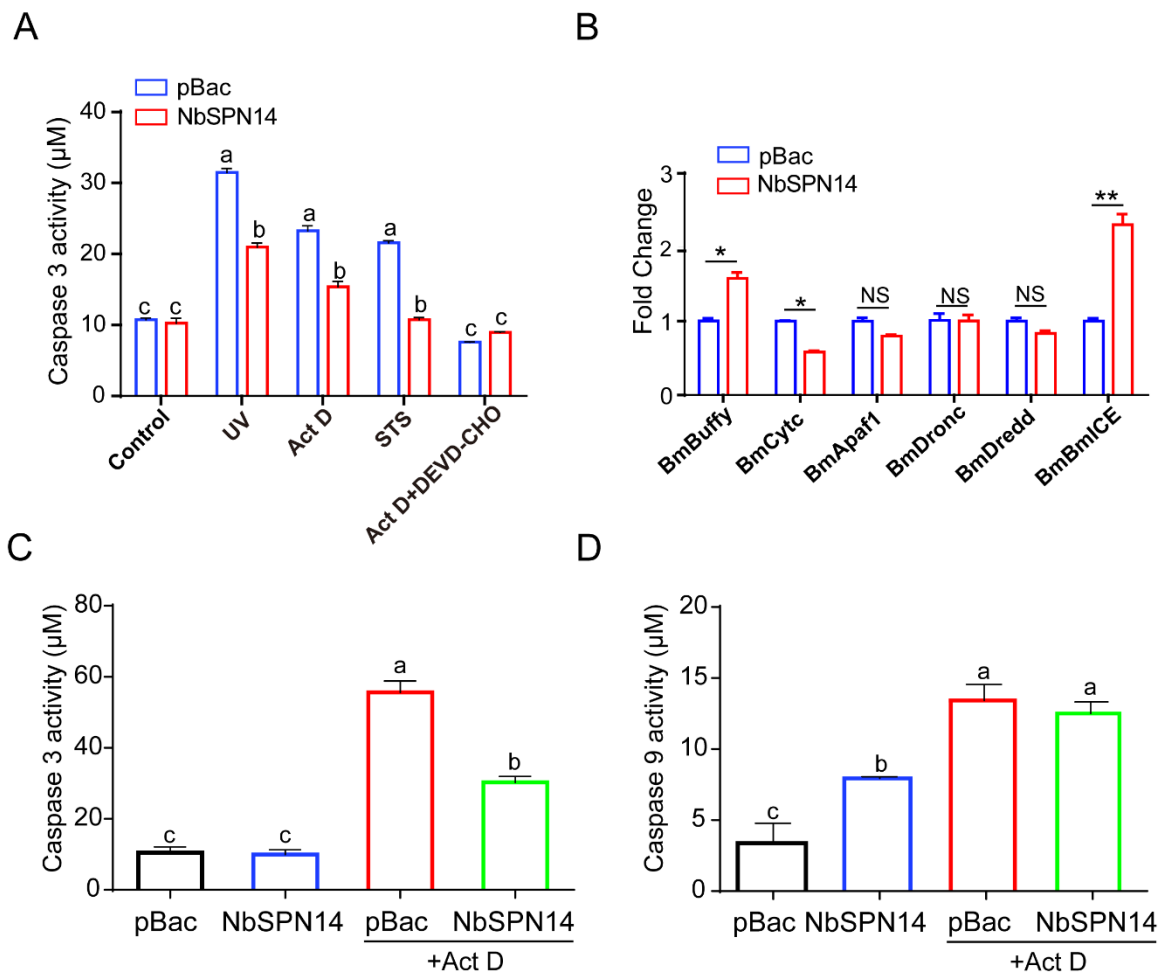 A
pBac
NbSPN14
Caspase 3 activity (µM)
40
30
20
10
0
a
b
a
b
a
b
c c
c c
Control
UV
Act D
STS
Act D+DEVD-CHO
B
pBac
NbSPN14
Fold Change
3
2
1
0
*
*
NS
NS
NS
**
BmBuffy
BmCytc
BmApaf1
BmDronc
BmDredd
BmBmICE
C
Caspase 3 activity (µM)
80
60
40
20
0
c
c
a
b
pBac
NbSPN14
pBac
NbSPN14
+Act D
D
Caspase 9 activity (µM)
20
15
10
5
0
c
b
a
a
pBac
NbSPN14
pBac
NbSPN14
+Act D